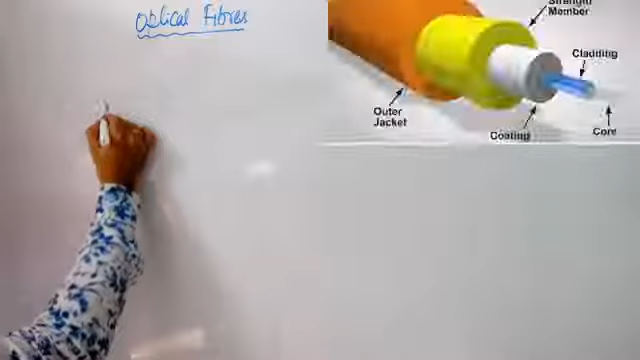 Optical Fibres
Strength
Member
Cladding
Outer
Jacket
Coating
Core